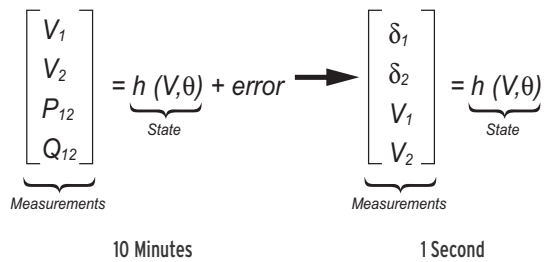 V1
V2
P12
Q12
= h (V,θ) + error
State
Measurements
10 Minutes
δ1
δ2
V1
V2
= h (V,θ)
State
Measurements
1 Second